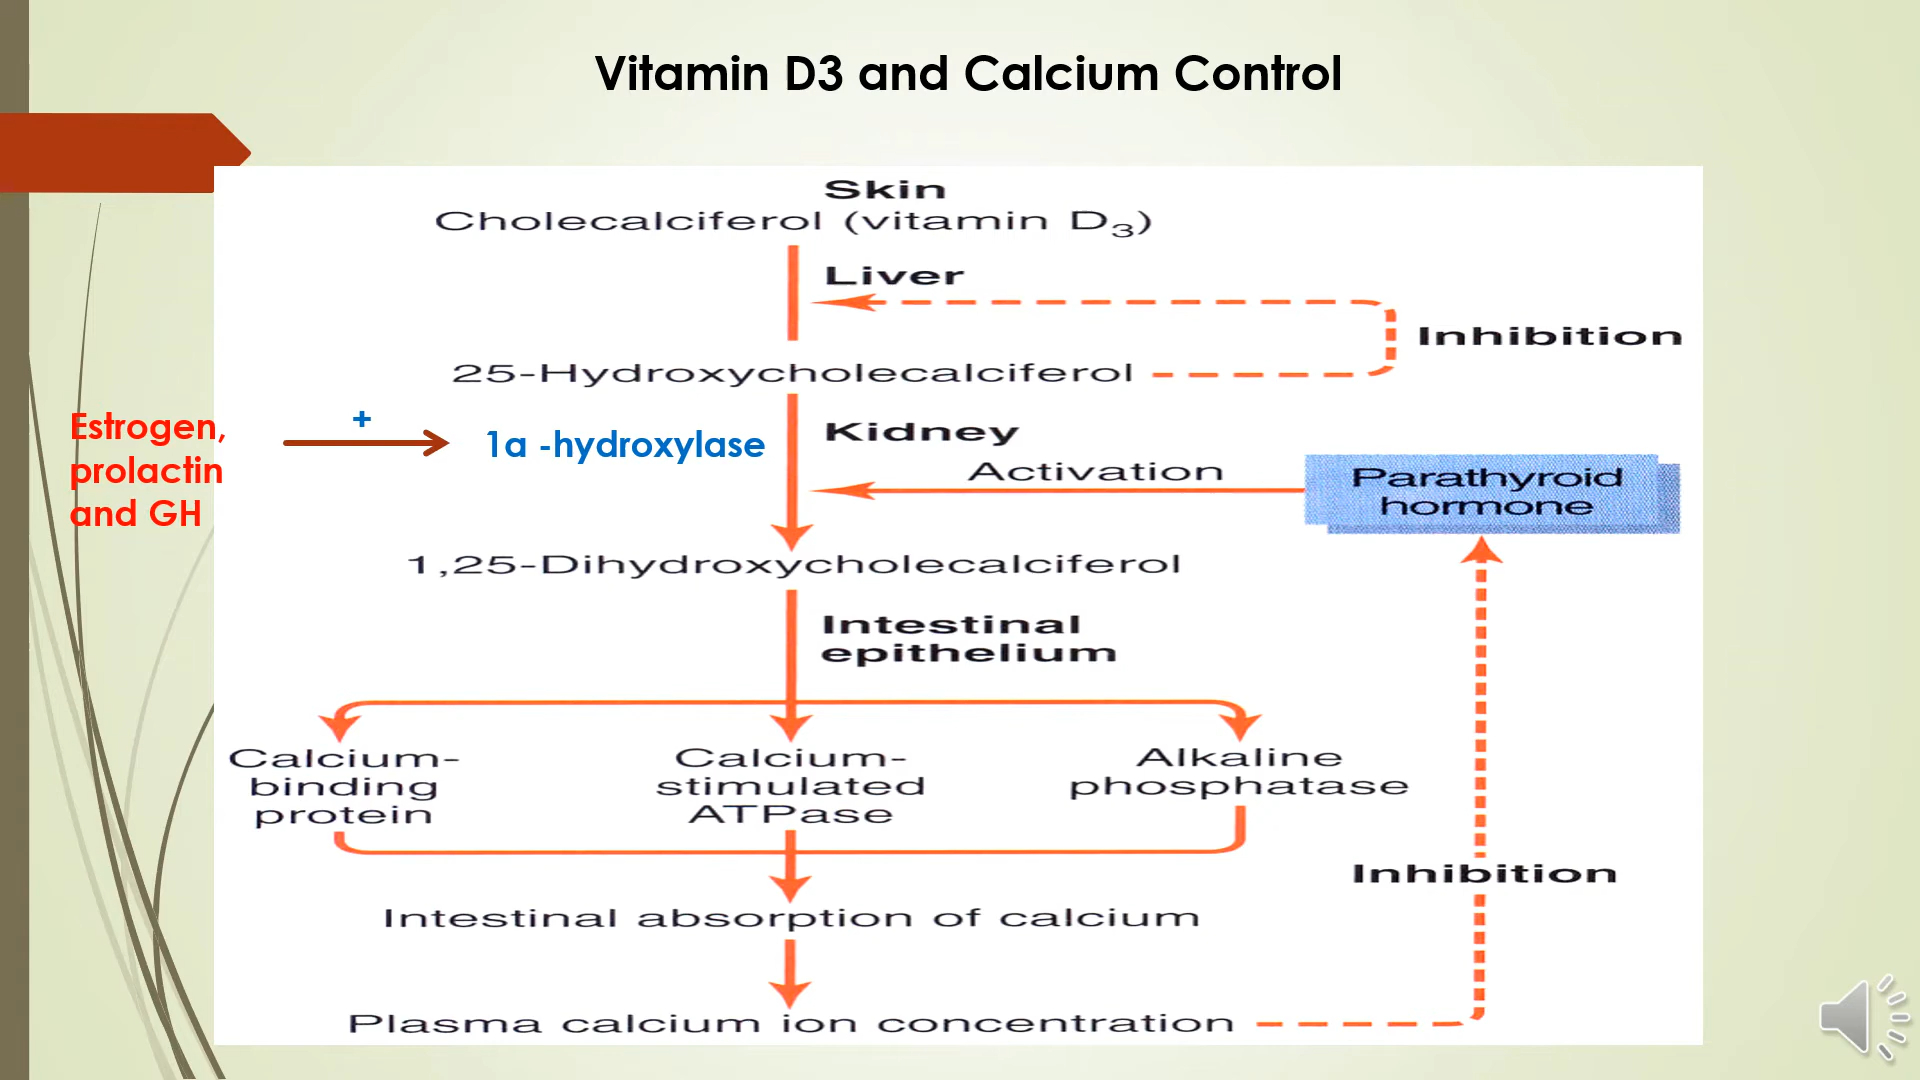 Vitamin D3 and Calcium Control
Skin
Cholecalciferol (vitamin D₃)
Liver
Inhibition
25-Hydroxycholecalciferol
Estrogen,
prolactin
and GH
+
1a -hydroxylase
Kidney
Activation
Parathyroid
hormone
1,25-Dihydroxycholecalciferol
Intestinal
epithelium
Calcium-
binding
protein
Calcium-
stimulated
ATPase
Alkaline
phosphatase
Inhibition
Intestinal absorption of calcium
Plasma calcium ion concentration